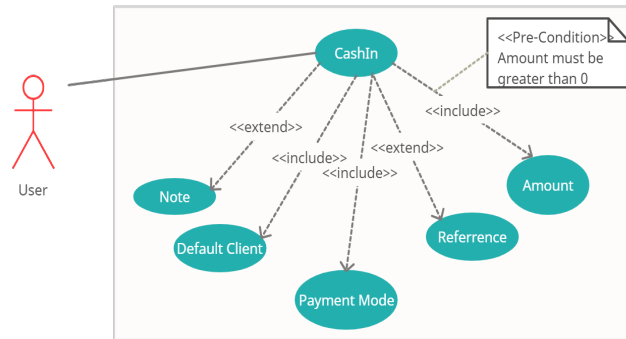 <<Pre-Condition>>
Amount must be
greater than 0
CashIn
<<include>>
<<extend>>
<<extend>>
<<include>>
<<include>>
User
Note
Amount
Default Client
Referrence
Payment Mode